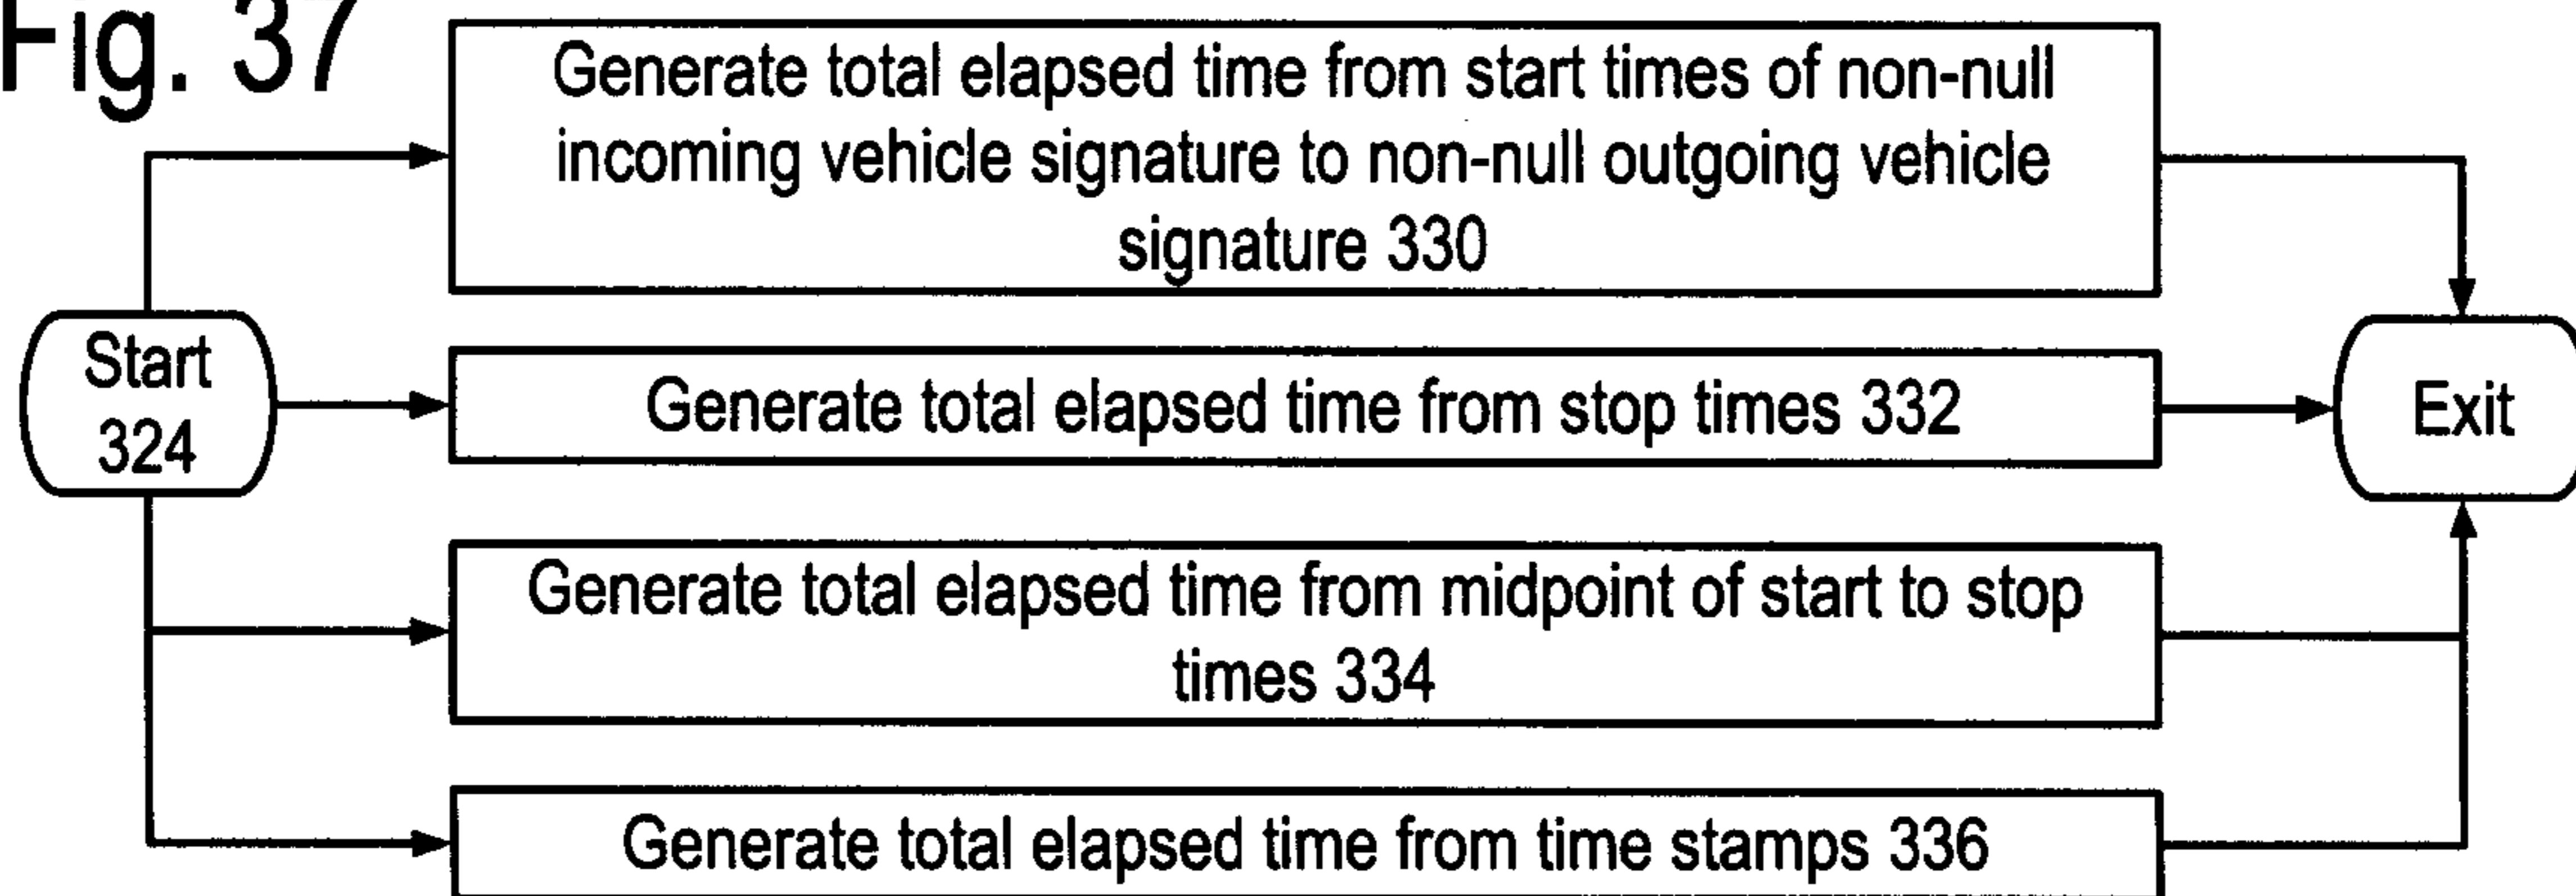 Fig. 37
Generate total elapsed time from start times of non-null
incoming vehicle signature to non-null outgoing vehicle
signature 330
Start
324
Generate total elapsed time from stop times 332
Exit
Generate total elapsed time from midpoint of start to stop
times 334
Generate total elapsed time from time stamps 336